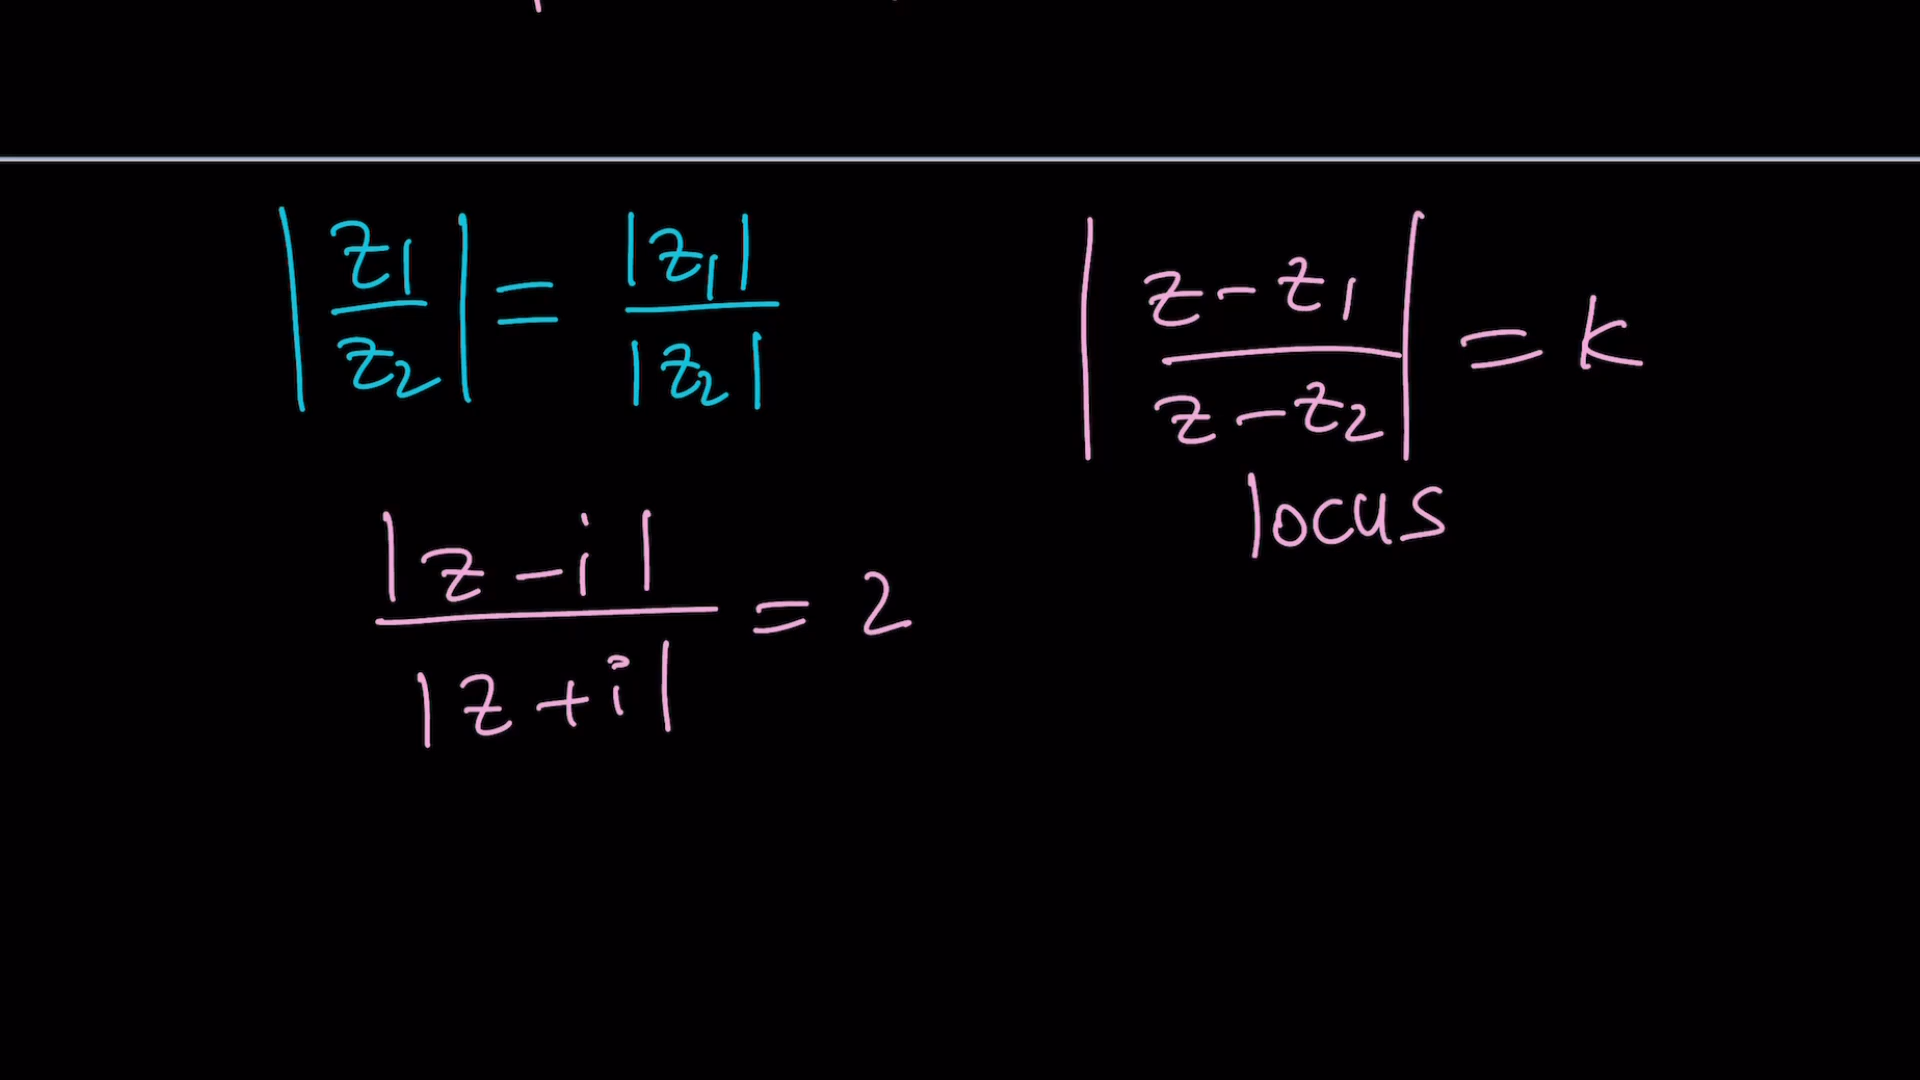 |z₁/z₂| = |z₁|/|z₂|
|(z-z₁)/(z-z₂)| = k
locus
|z-i|/|z+i| = 2